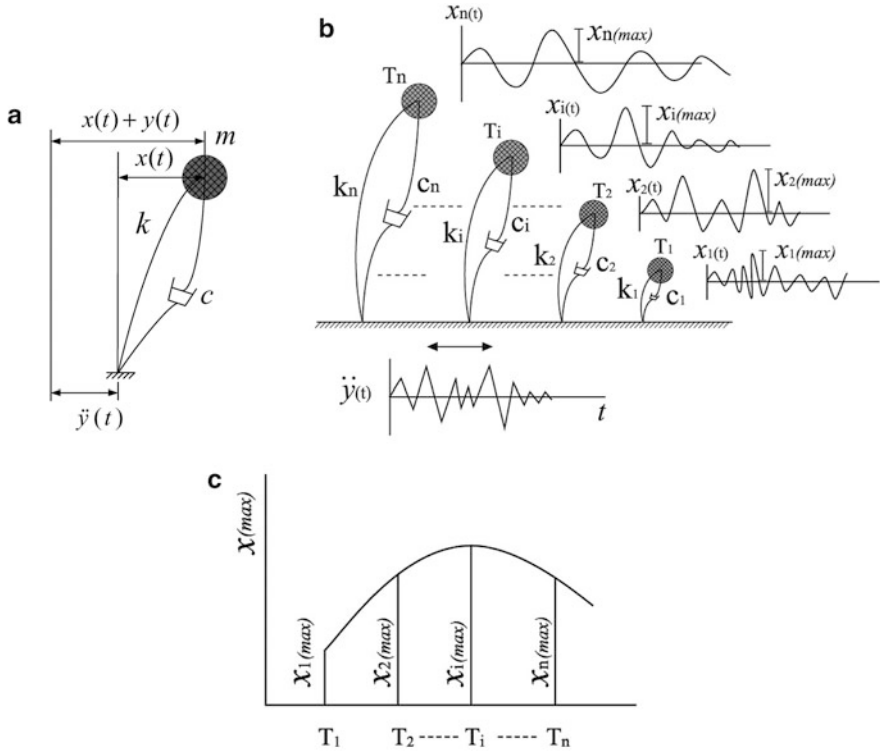 a
x(t) + y(t)
m
x(t)
k
c
ÿ(t)
b
xn(t)
xn(max)
Tn
kn
cn
xi(t)
xi(max)
Ti
ki
ci
x2(t)
x2(max)
T2
k2
c2
x1(t)
x1(max)
T1
k1
c1
ÿ(t)
t
c
x(max)
x1(max)
x2(max)
xi(max)
xn(max)
T1 T2 ----- Ti ----- Tn